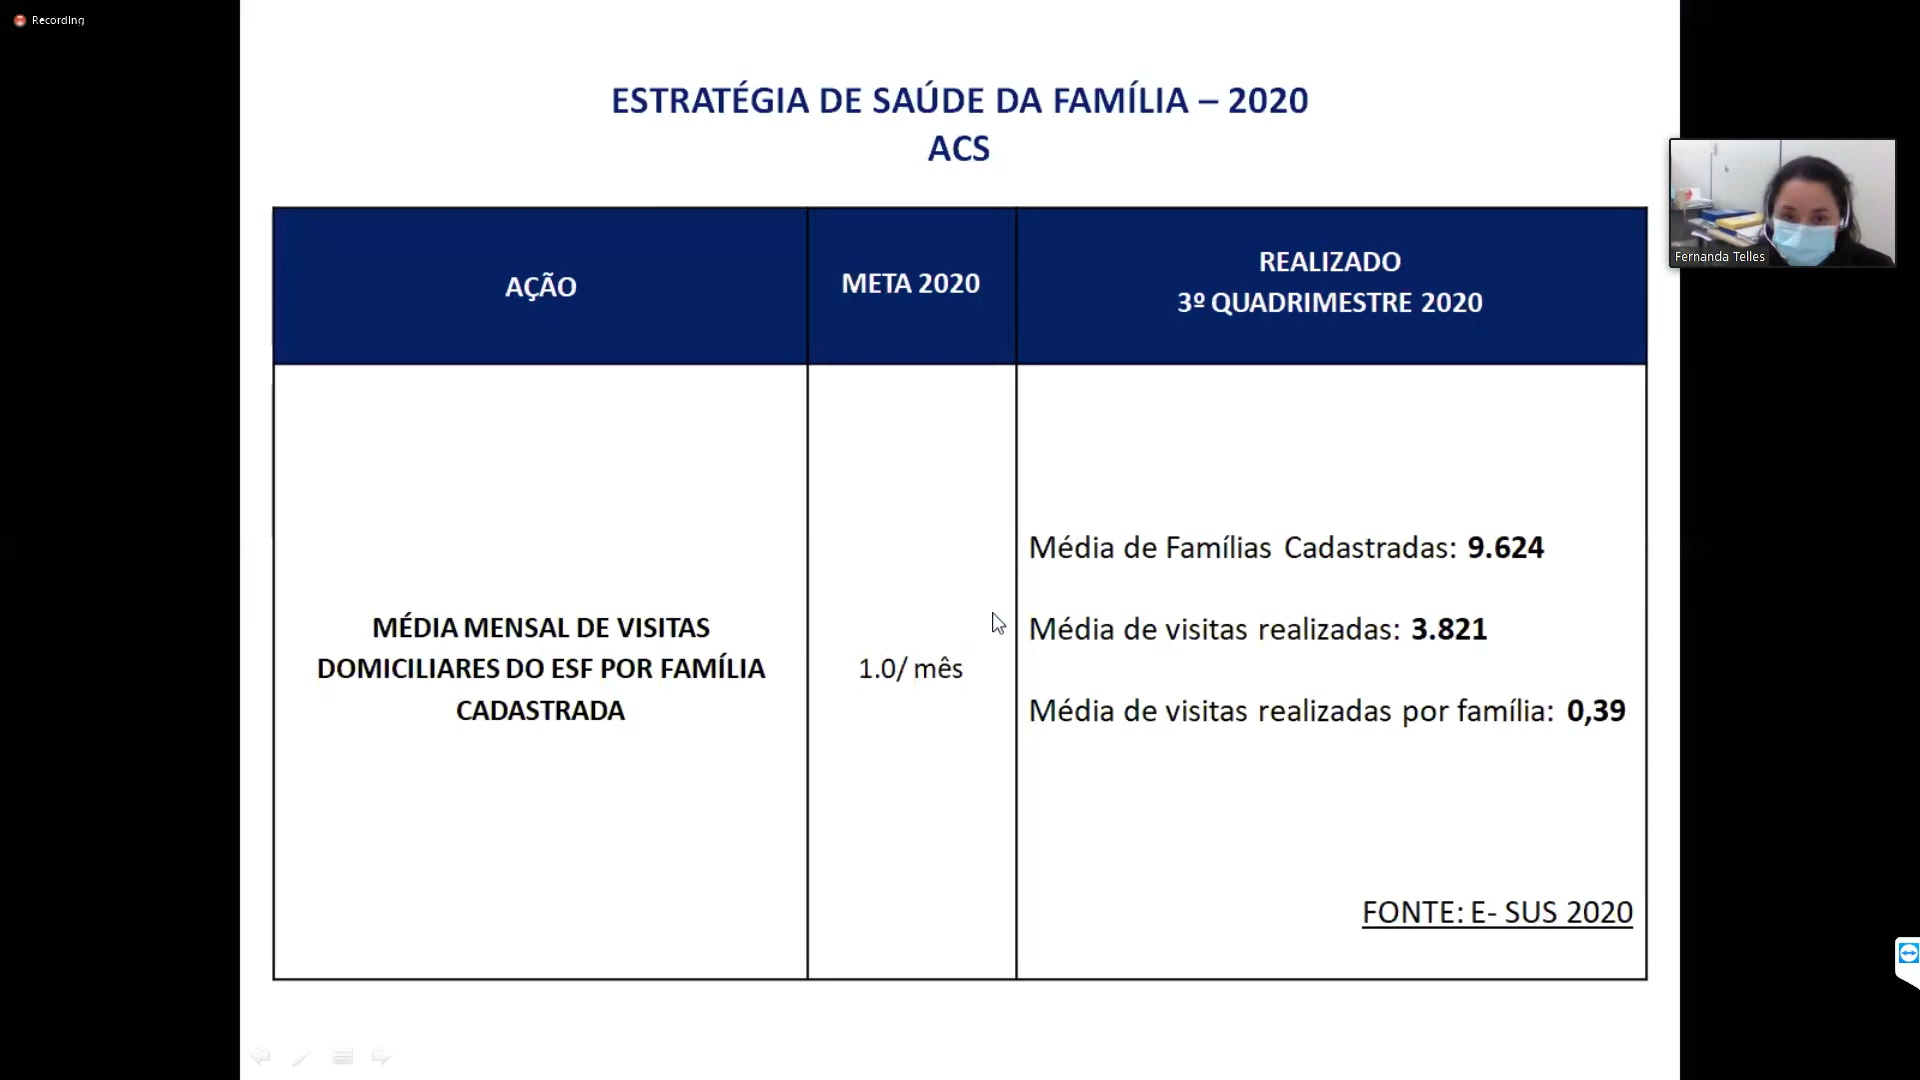 Recording
ESTRATÉGIA DE SAÚDE DA FAMÍLIA – 2020
ACS
AÇÃO
META 2020
REALIZADO
3º QUADRIMESTRE 2020
MÉDIA MENSAL DE VISITAS
DOMICILIARES DO ESF POR FAMÍLIA
CADASTRADA
1.0/ mês
Média de Famílias Cadastradas: 9.624
Média de visitas realizadas: 3.821
Média de visitas realizadas por família: 0,39
FONTE: E- SUS 2020
Fernanda Telles